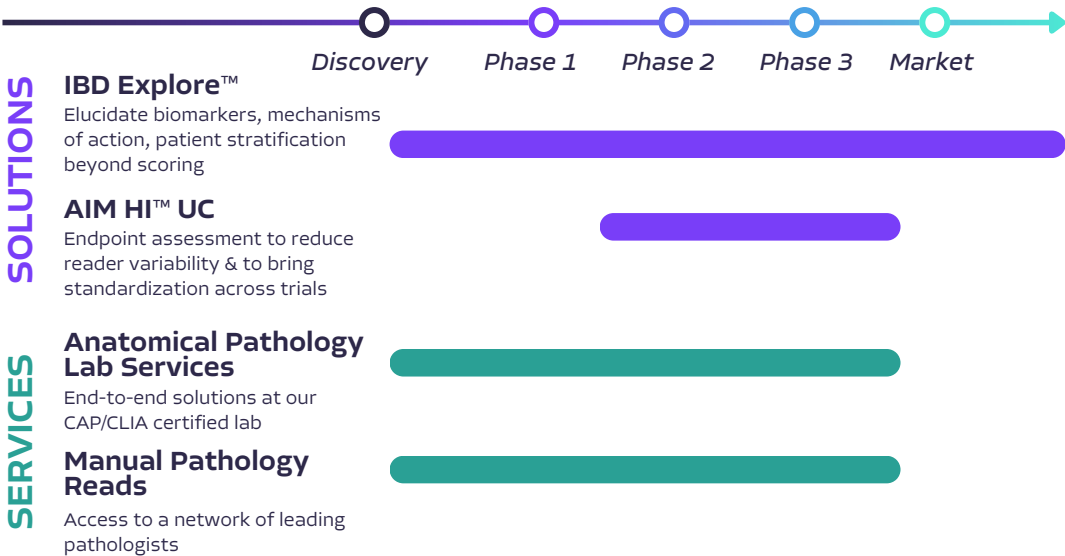 Discovery
Phase 1
Phase 2
Phase 3
Market
SOLUTIONS
IBD Explore™
Elucidate biomarkers, mechanisms
of action, patient stratification
beyond scoring
AIM HI™ UC
Endpoint assessment to reduce
reader variability & to bring
standardization across trials
SERVICES
Anatomical Pathology
Lab Services
End-to-end solutions at our
CAP/CLIA certified lab
Manual Pathology
Reads
Access to a network of leading
pathologists